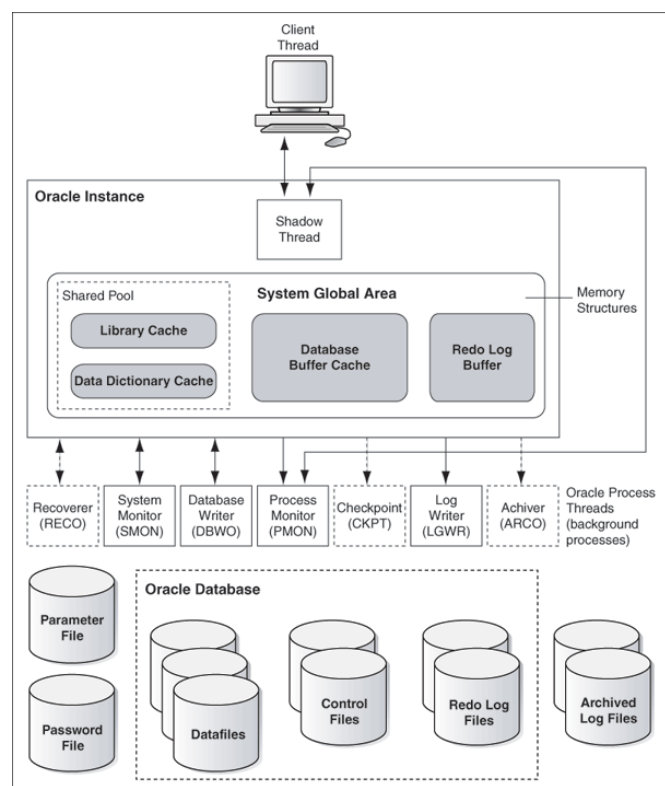 Client
Thread
Oracle Instance
Shadow
Thread
Shared Pool
System Global Area
Memory
Structures
Library Cache
Database
Buffer Cache
Redo Log
Buffer
Data Dictionary Cache
Recoverer
(RECO)
System
Monitor
(SMON)
Database
Writer
(DBWO)
Process
Monitor
(PMON)
Checkpoint
(CKPT)
Log
Writer
(LGWR)
Achiver
(ARCO)
Oracle Process
Threads
(background
processes)
Oracle Database
Parameter
File
Password
File
Datafiles
Control
Files
Redo Log
Files
Archived
Log Files